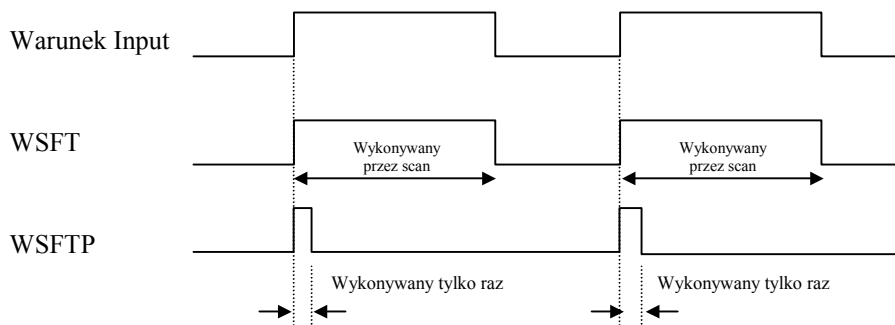 Warunek Input
WSFT
Wykonywany
przez scan
Wykonywany
przez scan
WSFTP
Wykonywany tylko raz
Wykonywany tylko raz